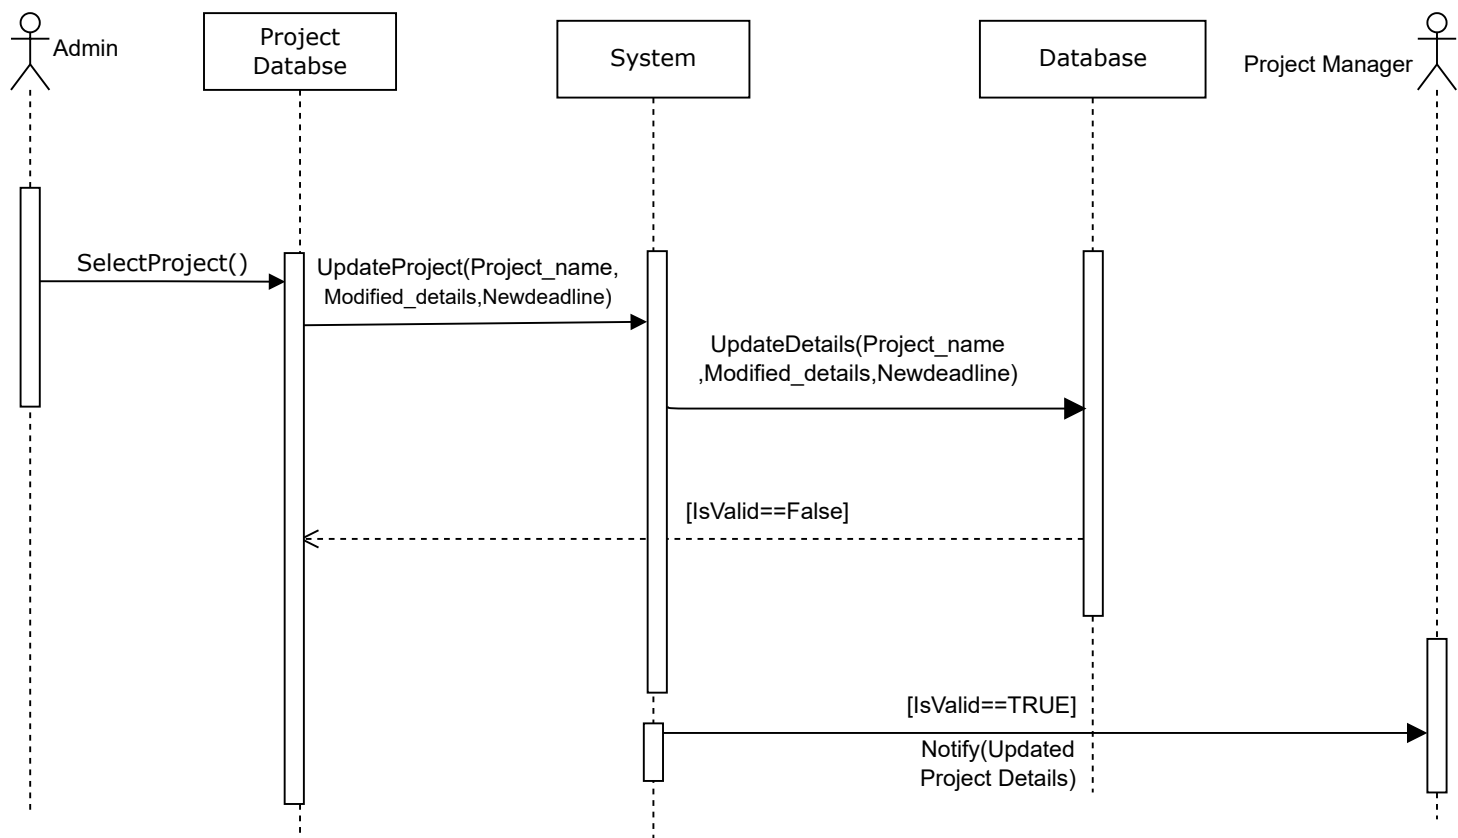 Admin
Project
Databse
System
Database
Project Manager
SelectProject()
UpdateProject(Project_name,
Modified_details,Newdeadline)
UpdateDetails(Project_name
,Modified_details,Newdeadline)
[IsValid==False]
[IsValid==TRUE]
Notify(Updated
Project Details)